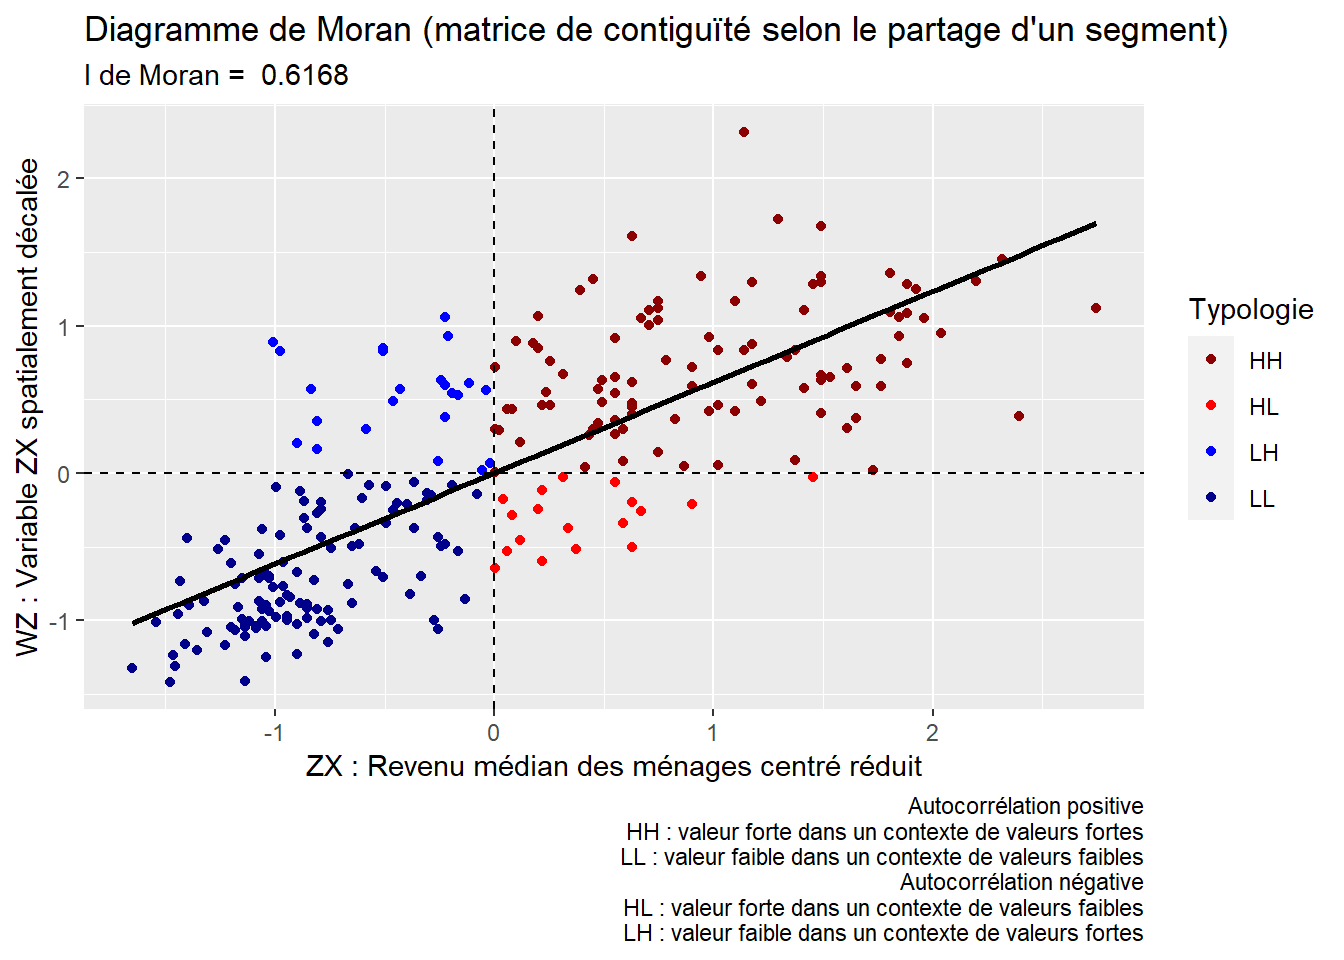 Diagramme de Moran (matrice de contiguïté selon le partage d'un segment)
I de Moran =  0.6168
WZ : Variable ZX spatialement décalée
2
1
0
-1
-1
0
1
2
ZX : Revenu médian des ménages centré réduit
Typologie
HH
HL
LH
LL
Autocorrélation positive
HH : valeur forte dans un contexte de valeurs fortes
LL : valeur faible dans un contexte de valeurs faibles
Autocorrélation négative
HL : valeur forte dans un contexte de valeurs faibles
LH : valeur faible dans un contexte de valeurs fortes